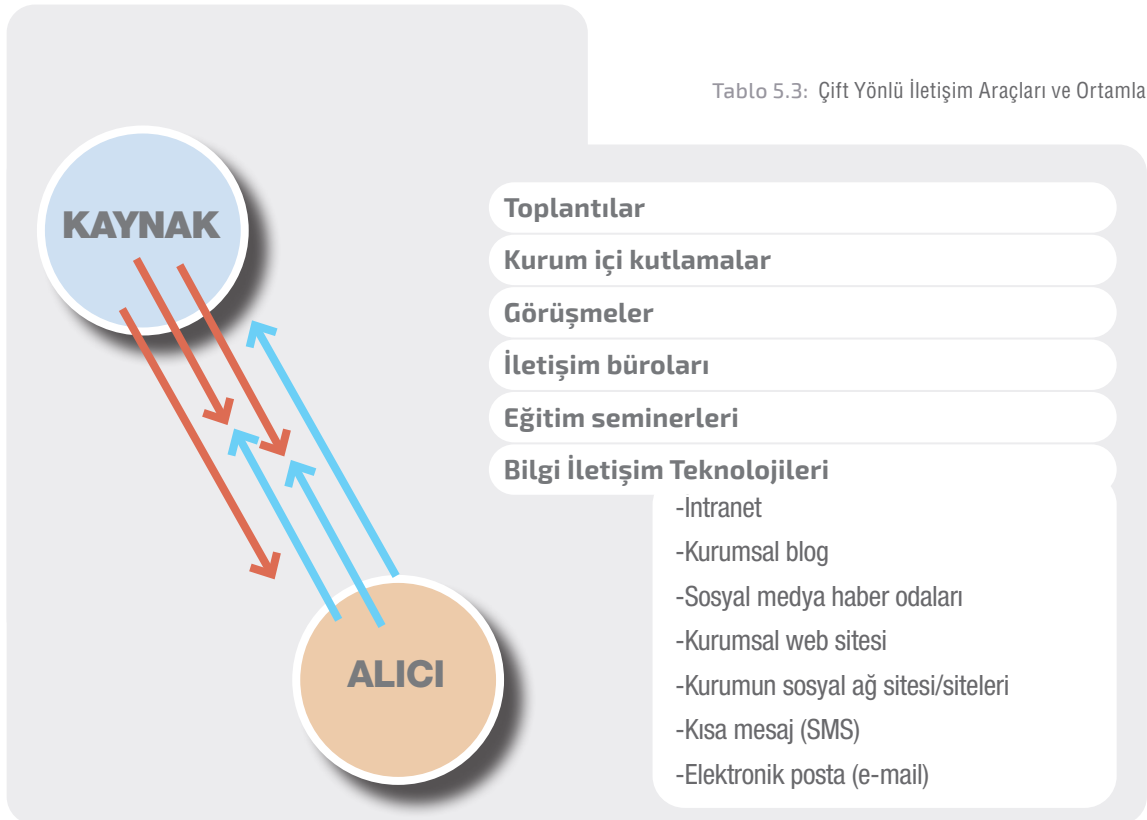 Tablo 5.3: Çift Yönlü İletişim Araçları ve Ortamla
KAYNAK
Toplantılar
Kurum içi kutlamalar
Görüşmeler
İletişim büroları
Eğitim seminerleri
Bilgi İletişim Teknolojileri
-Intranet
-Kurumsal blog
-Sosyal medya haber odaları
-Kurumsal web sitesi
-Kurumun sosyal ağ sitesi/siteleri
-Kısa mesaj (SMS)
-Elektronik posta (e-mail)
ALICI